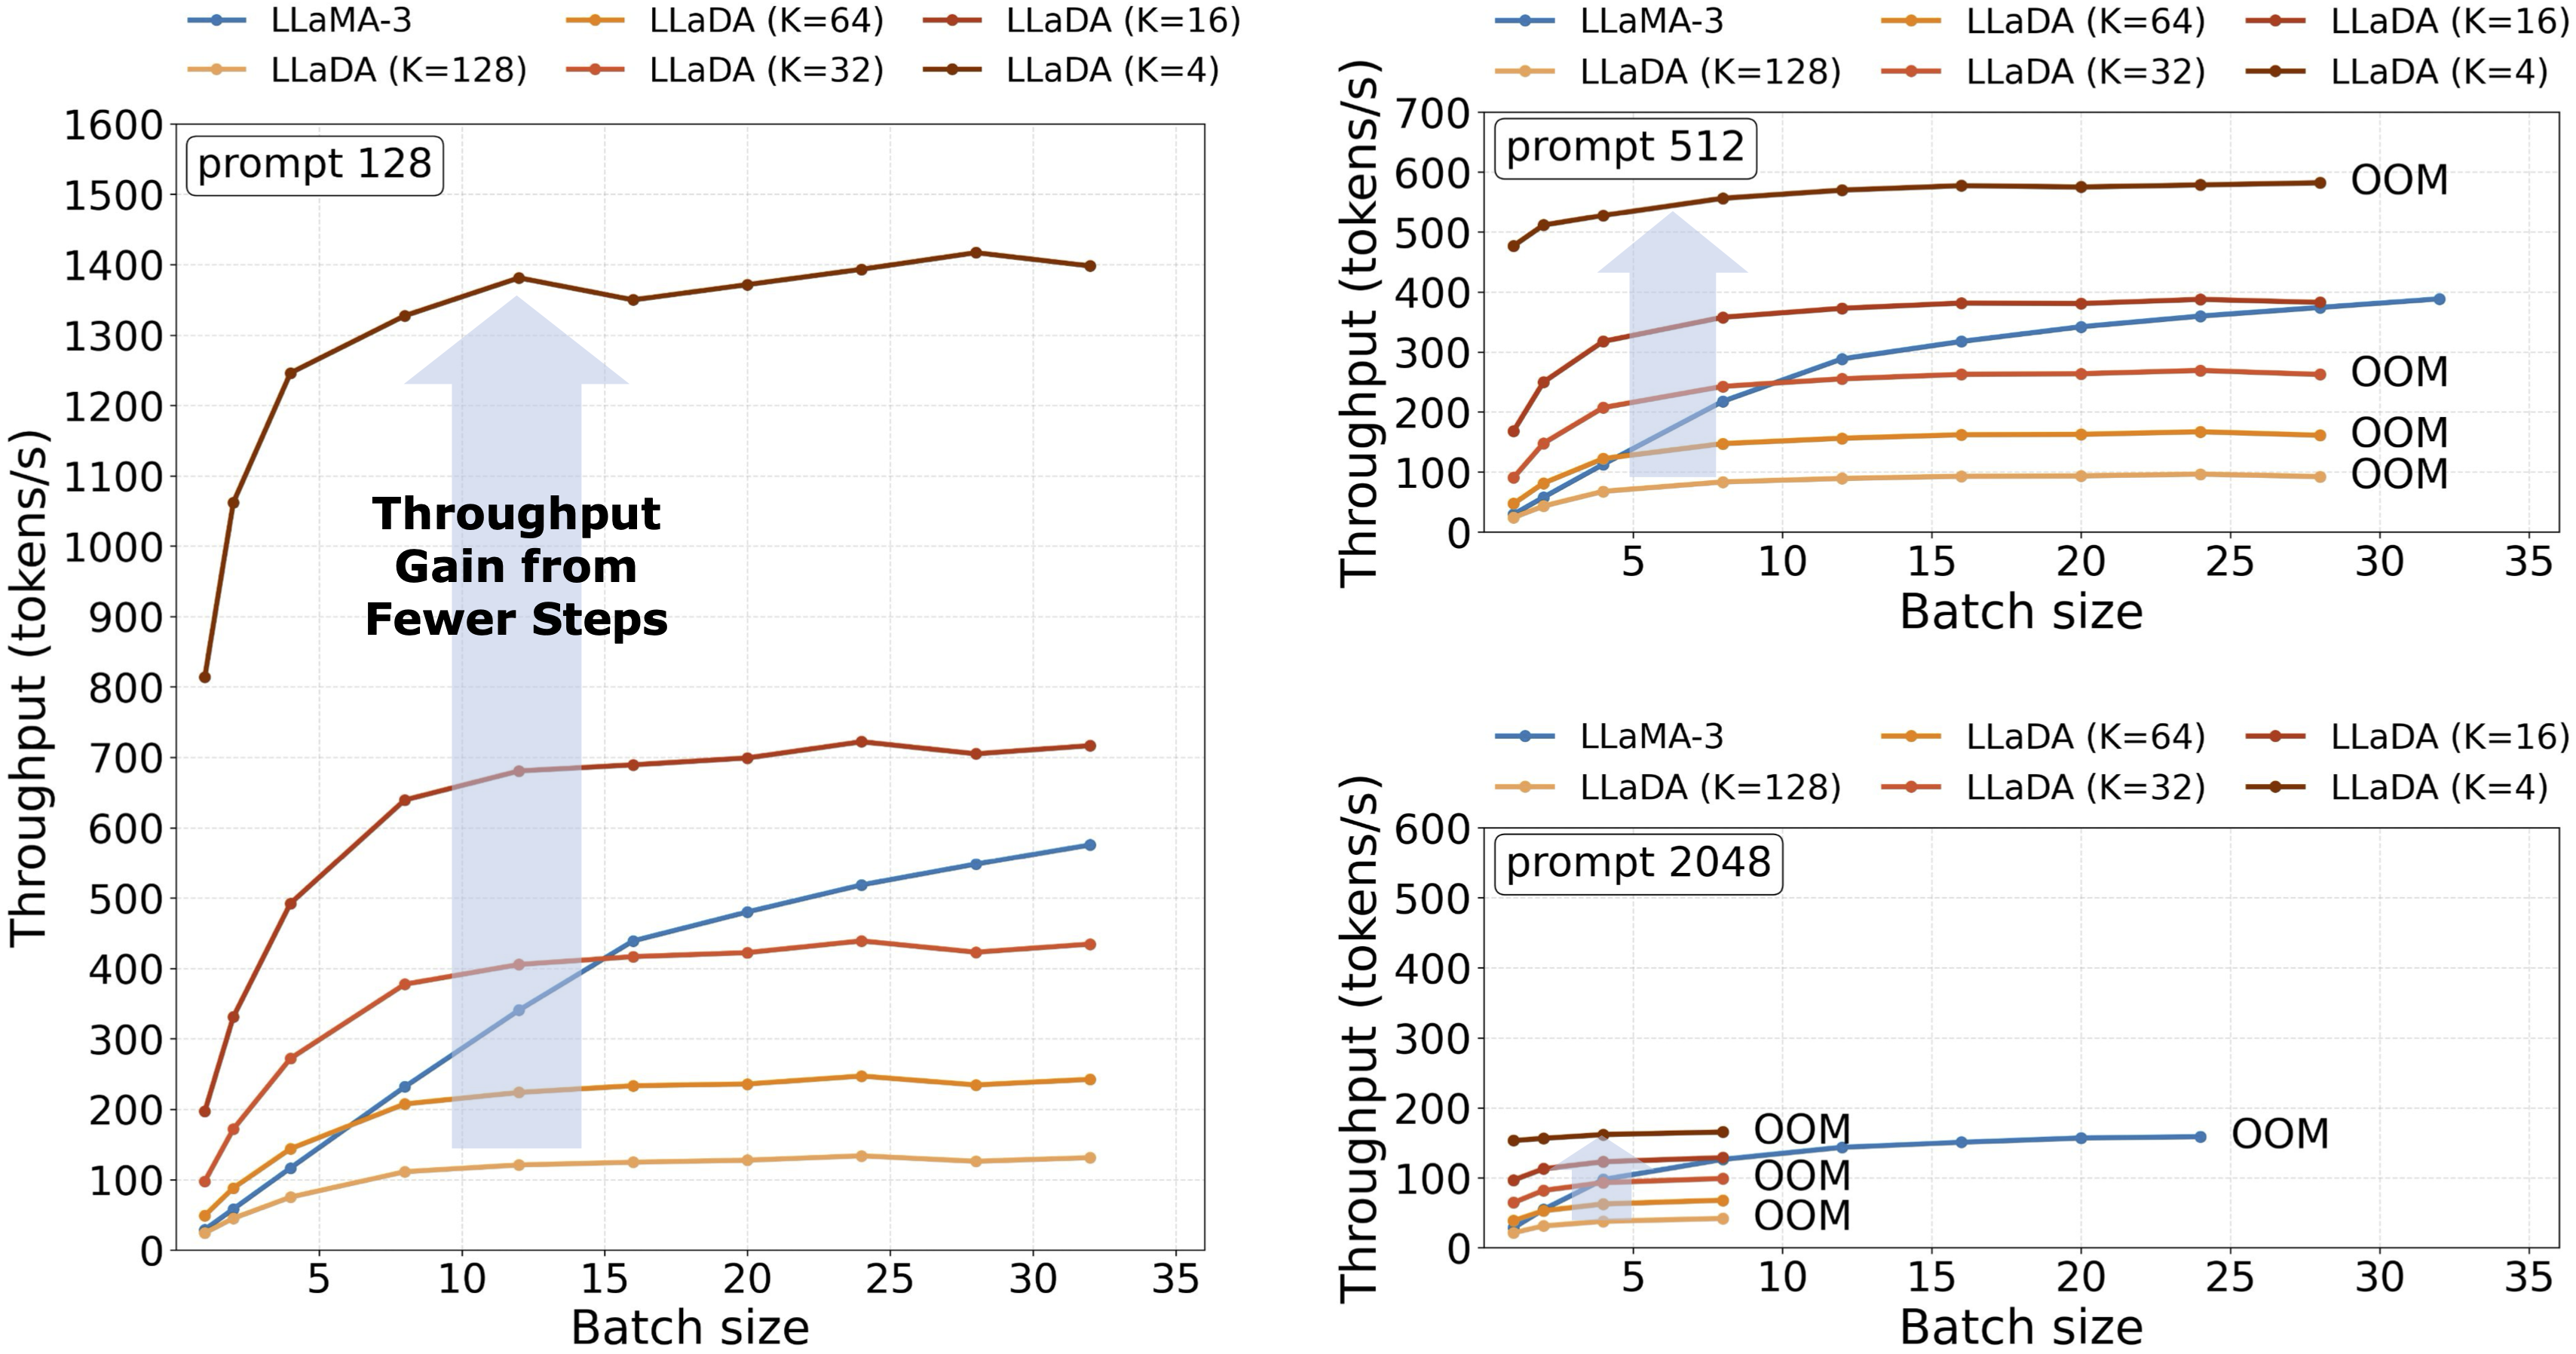 LLaMA-3 LLaDA (K=64) LLaDA (K=16)
LLaDA (K=128) LLaDA (K=32) LLaDA (K=4)
Throughput (tokens/s)
1600
1500
1400
1300
1200
1100
1000
900
800
700
600
500
400
300
200
100
0
prompt 128
Throughput
Gain from
Fewer Steps
5 10 15 20 25 30 35
Batch size
LLaMA-3 LLaDA (K=64) LLaDA (K=16)
LLaDA (K=128) LLaDA (K=32) LLaDA (K=4)
Throughput (tokens/s)
700
600
500
400
300
200
100
0
prompt 512
OOM
OOM
OOM
OOM
5 10 15 20 25 30 35
Batch size
LLaMA-3 LLaDA (K=64) LLaDA (K=16)
LLaDA (K=128) LLaDA (K=32) LLaDA (K=4)
Throughput (tokens/s)
600
500
400
300
200
100
0
prompt 2048
OOM OOM
OOM
OOM
5 10 15 20 25 30 35
Batch size